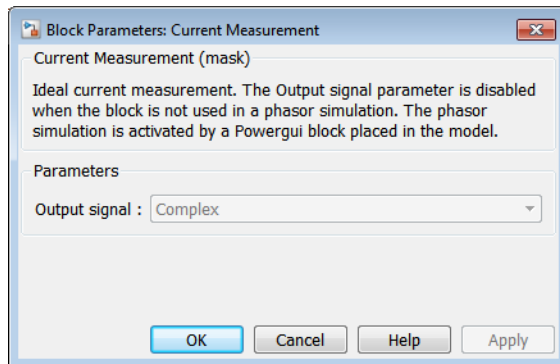 Block Parameters: Current Measurement
Current Measurement (mask)
Ideal current measurement. The Output signal parameter is disabled
when the block is not used in a phasor simulation. The phasor
simulation is activated by a Powergui block placed in the model.
Parameters
Output signal : Complex
OK Cancel Help Apply